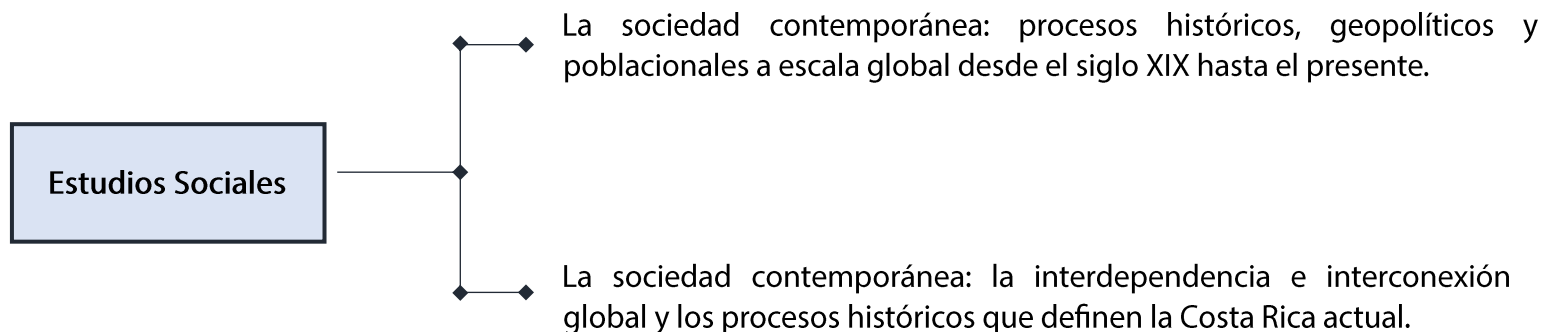 La sociedad contemporánea: procesos históricos, geopolíticos y
poblacionales a escala global desde el siglo XIX hasta el presente.
Estudios Sociales
La sociedad contemporánea: la interdependencia e interconexión
global y los procesos históricos que definen la Costa Rica actual.